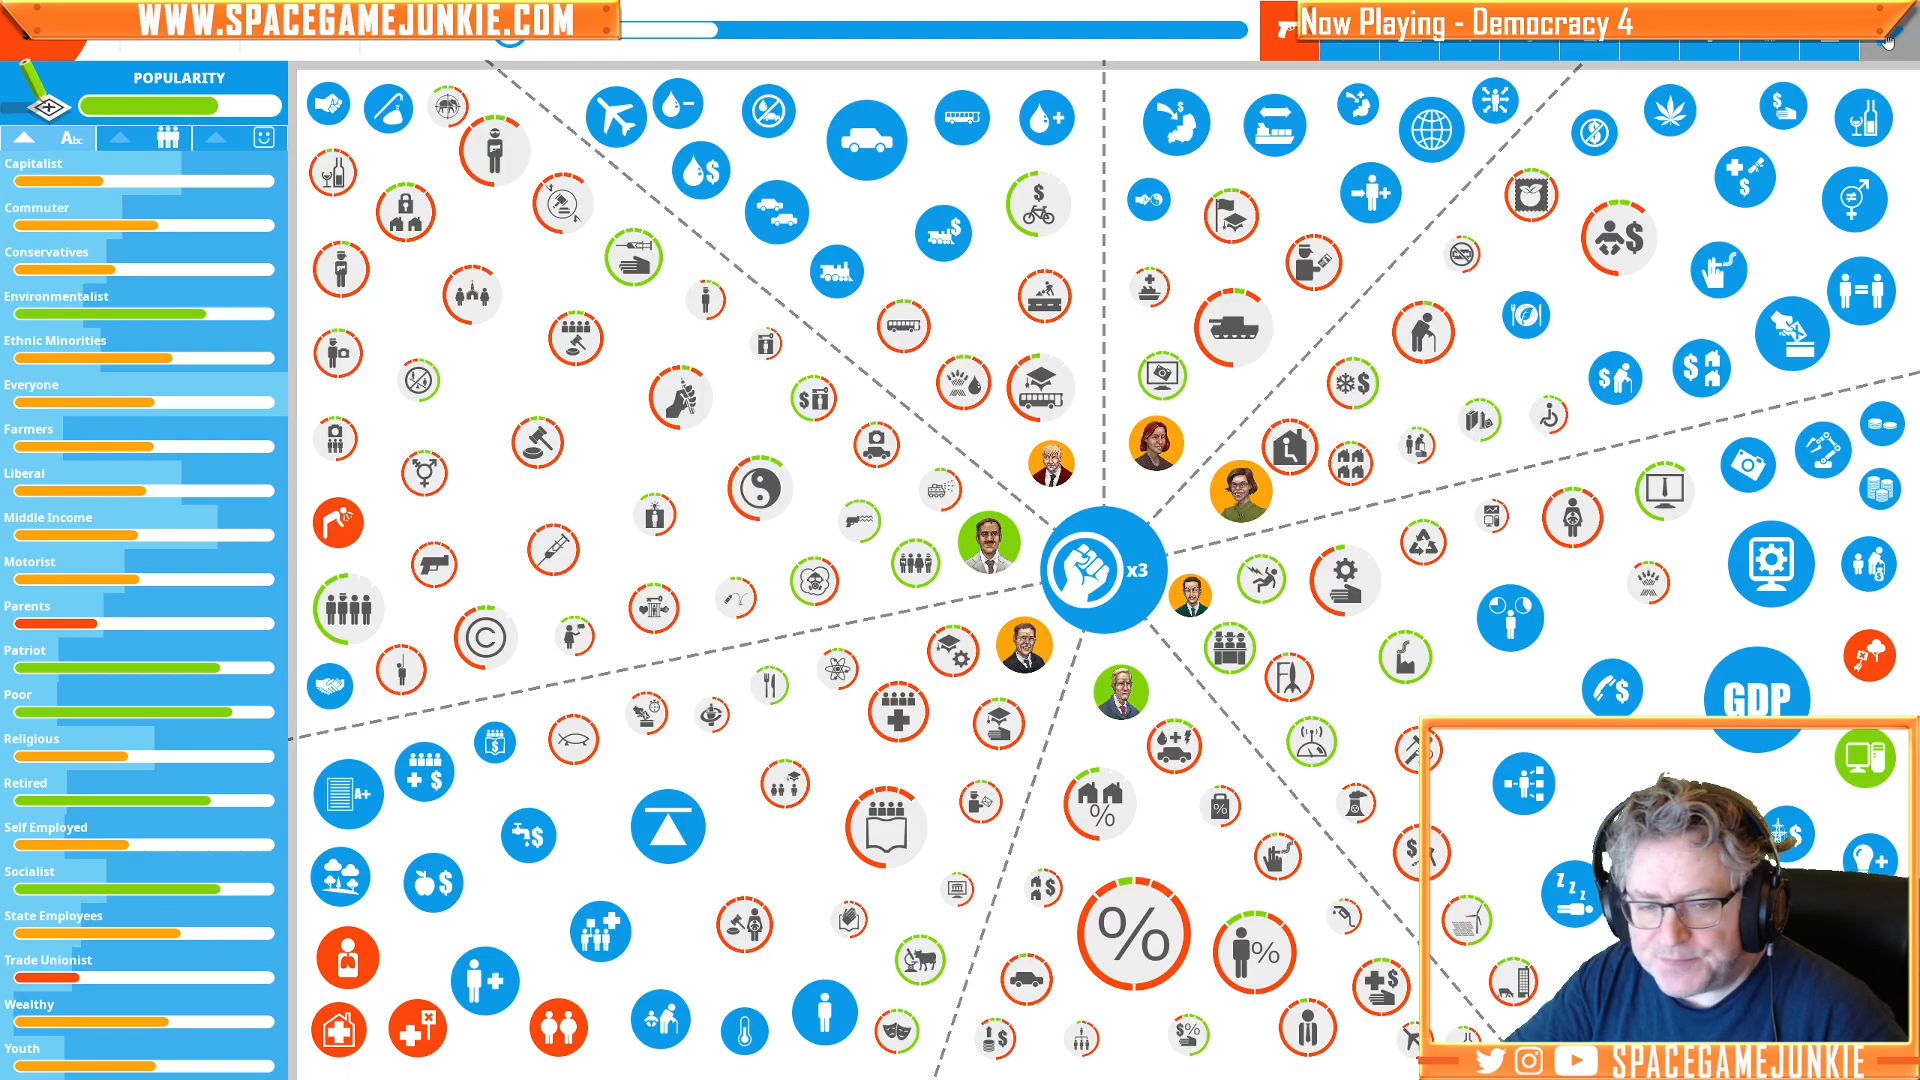 WWW.SPACEGAMEJUNKIE.COM
Now Playing - Democracy 4
POPULARITY
Abc
Capitalist
Commuter
Conservatives
Environmentalist
Ethnic Minorities
Everyone
Farmers
Liberal
Middle Income
Motorist
Parents
Patriot
Poor
Religious
Retired
Self Employed
Socialist
State Employees
Trade Unionist
Wealthy
Youth
x3
GDP
A+
SPACEGAMEJUNKIE